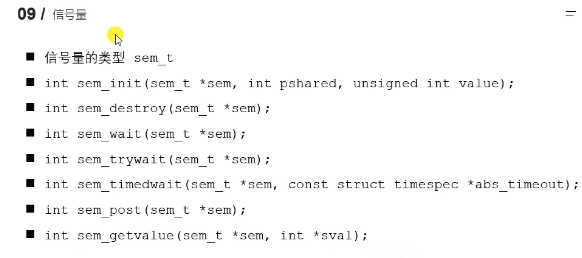 09 / 信号量
信号量的类型 sem_t
int sem_init(sem_t *sem, int pshared, unsigned int value);
int sem_destroy(sem_t *sem);
int sem_wait(sem_t *sem);
int sem_trywait(sem_t *sem);
int sem_timedwait(sem_t *sem, const struct timespec *abs_timeout);
int sem_post(sem_t *sem);
int sem_getvalue(sem_t *sem, int *sval);